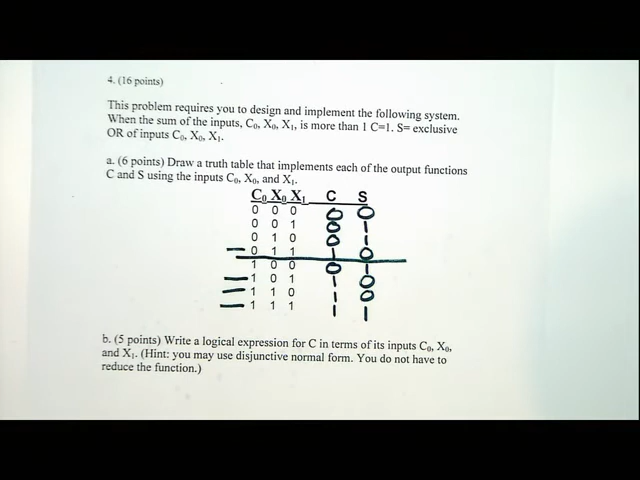 4. (16 points)
This problem requires you to design and implement the following system.
When the sum of the inputs, C₀, X₀, X₁, is more than 1 C=1. S= exclusive
OR of inputs C₀, X₀, X₁.
a. (6 points) Draw a truth table that implements each of the output functions
C and S using the inputs C₀, X₀, and X₁.
C₀ X₀ X₁ C S
0 0 0 0 0
0 0 1 0 1
0 1 0 0 1
0 1 1 1 0
1 0 0 0 1
1 0 1 1 0
1 1 0 1 0
1 1 1 1 1
b. (5 points) Write a logical expression for C in terms of its inputs C₀, X₀,
and X₁. (Hint: you may use disjunctive normal form. You do not have to
reduce the function.)